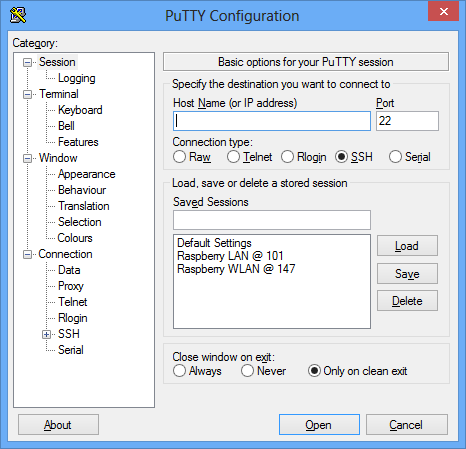 PuTTY Configuration
Category:
Session
Logging
Terminal
Keyboard
Bell
Features
Window
Appearance
Behaviour
Translation
Selection
Colours
Connection
Data
Proxy
Telnet
Rlogin
SSH
Serial
Basic options for your PuTTY session
Specify the destination you want to connect to
Host Name (or IP address) Port
22
Connection type:
Raw Telnet Rlogin SSH Serial
Load, save or delete a stored session
Saved Sessions
Default Settings
Raspberry LAN @ 101
Raspberry WLAN @ 147
Load
Save
Delete
Close window on exit:
Always Never Only on clean exit
About Open Cancel